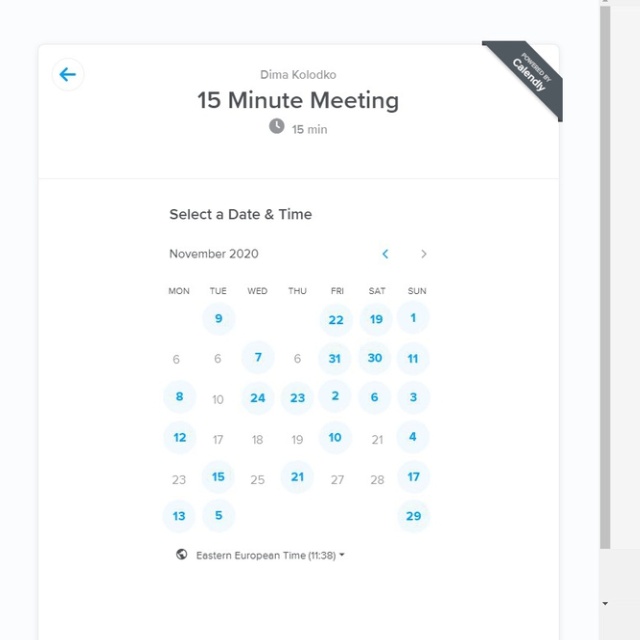 POWERED BY
Calendly
Dima Kolodko
15 Minute Meeting
15 min
Select a Date & Time
November 2020
MON TUE WED THU FRI SAT SUN
9 22 19 1
6 6 7 6 31 30 11
8 10 24 23 2 6 3
12 17 18 19 10 21 4
23 15 25 21 27 28 17
13 5 29
Eastern European Time (11:38)